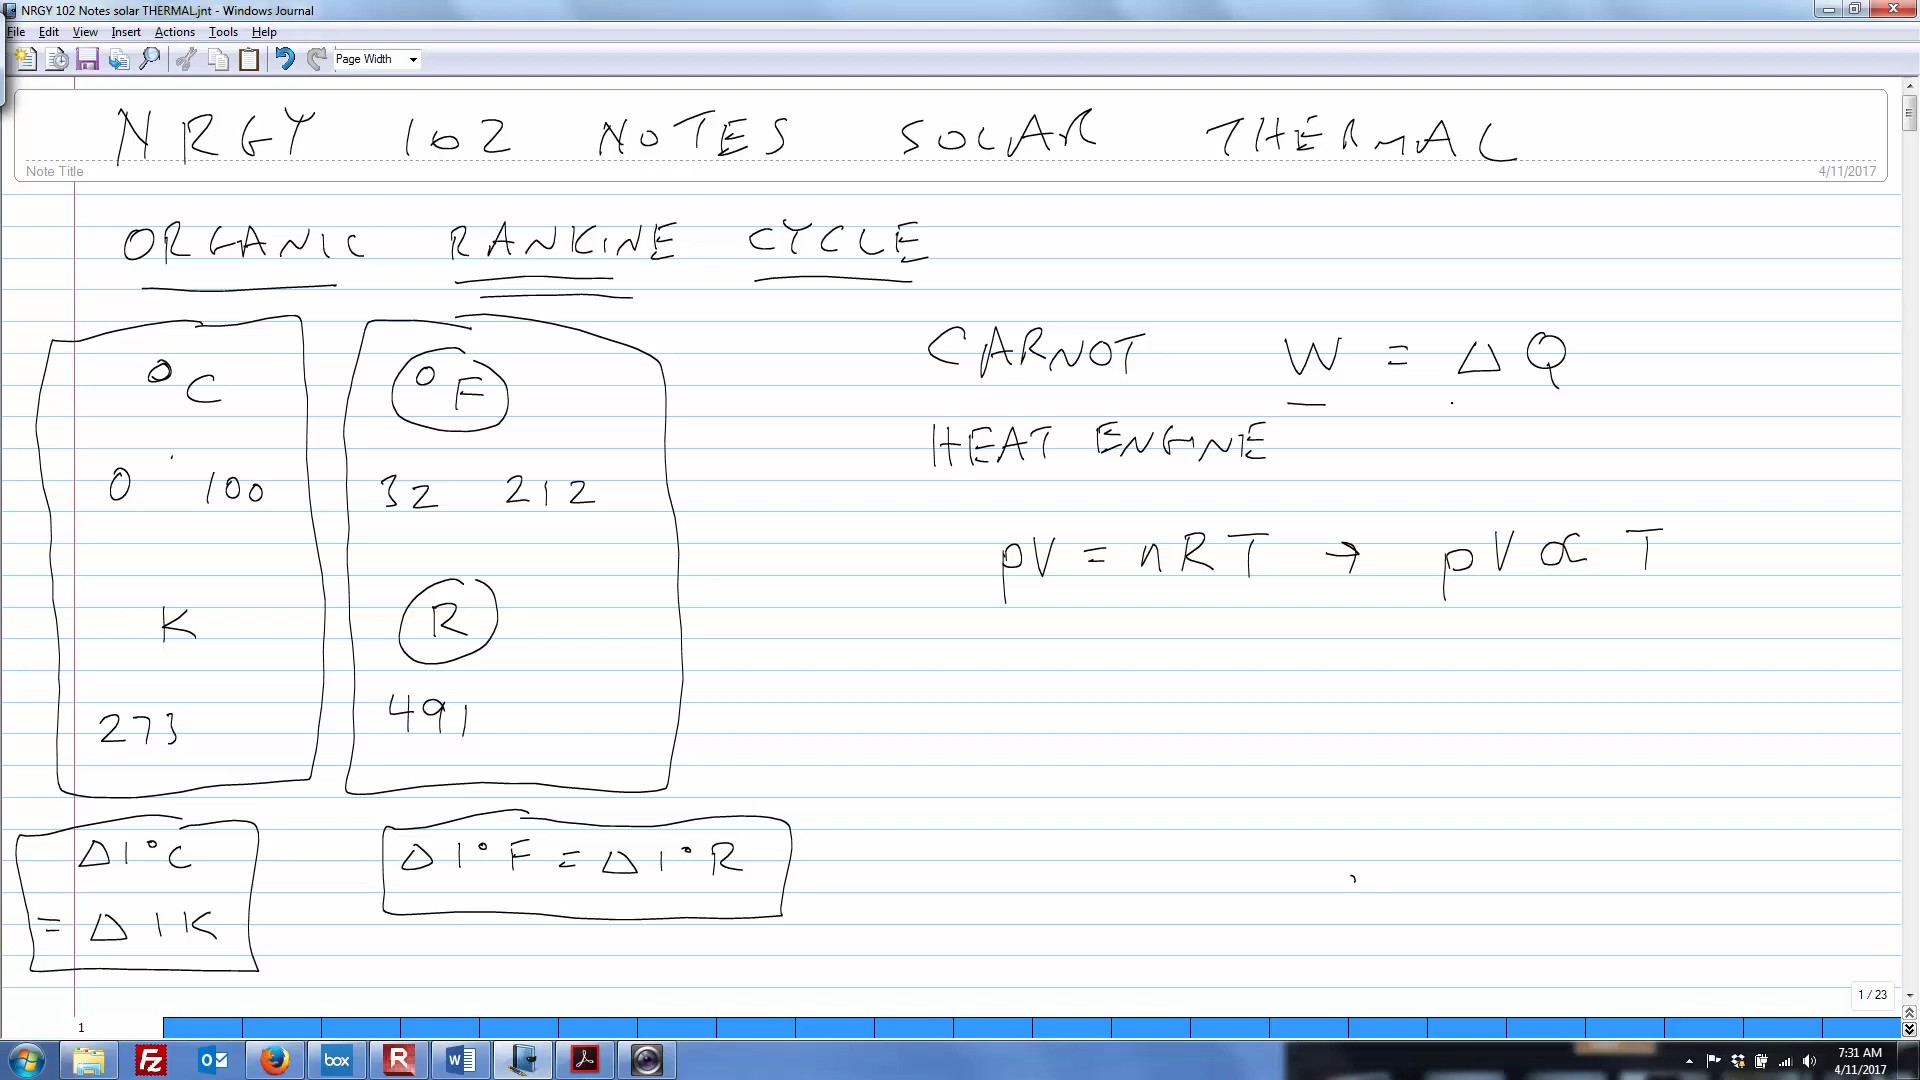 NRGY 102 Notes solar THERMAL.jnt - Windows Journal
File Edit View Insert Actions Tools Help
Page Width
NRGY 102 NOTES SOLAR THERMAL
Note Title
4/11/2017
ORGANIC RANKINE CYCLE
°C
0 100
K
273
°F
32 212
R
491
Δ1°C
= Δ1K
Δ1°F = Δ1°R
CARNOT W = ΔQ
HEAT ENGINE
pV = nRT → pV ∝ T
1 / 23
1
Fz
box
R
W
7:31 AM
4/11/2017